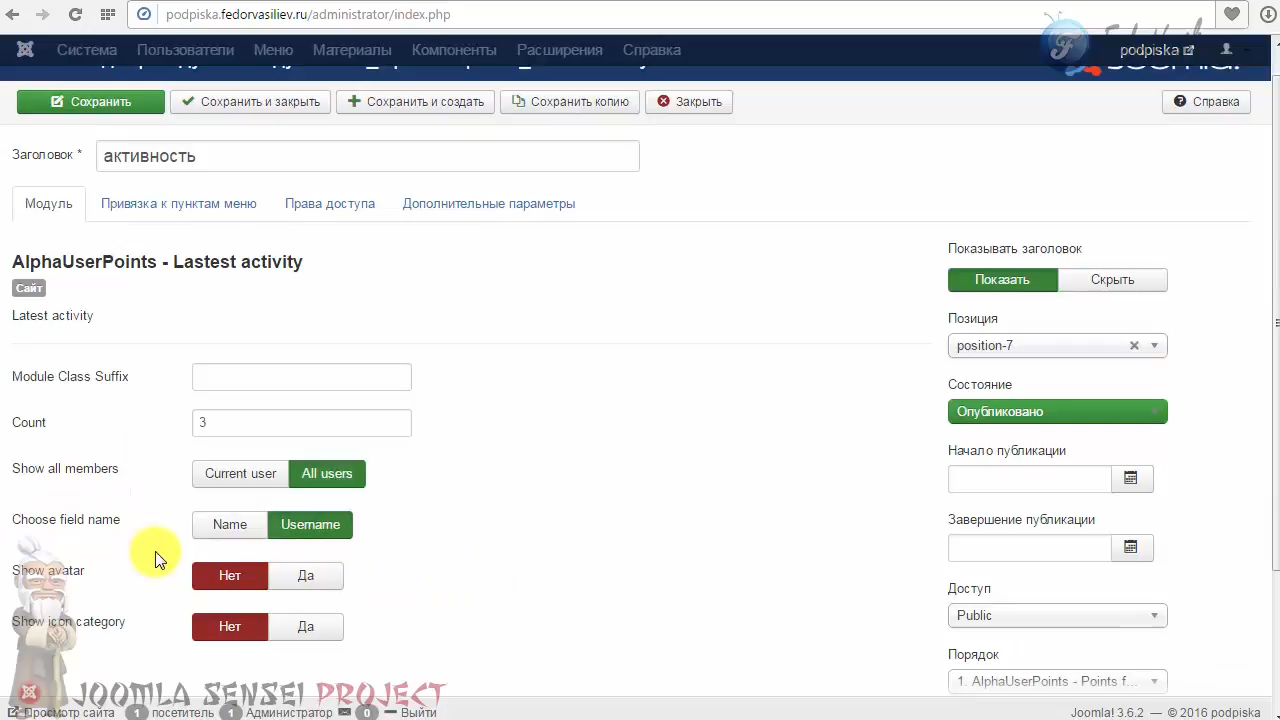 podpiska.fedorvasiliev.ru/administrator/index.php
Система Пользователи Меню Материалы Компоненты Расширения Справка podpiska
Сохранить Сохранить и закрыть Сохранить и создать Сохранить копию Закрыть Справка
Заголовок * активность
Модуль Привязка к пунктам меню Права доступа Дополнительные параметры
AlphaUserPoints - Lastest activity
Сайт
Latest activity
Module Class Suffix
Count 3
Show all members Current user All users
Choose field name Name Username
Show avatar Нет Да
Show icon category Нет Да
Показывать заголовок
Показать Скрыть
Позиция
position-7
Состояние
Опубликовано
Начало публикации
Завершение публикации
Доступ
Public
Порядок
1. AlphaUserPoints - Points f...
JOOMLA SENSEI PROJECT
Просмотр сайта 1 посетитель 1 Администратор 0 Выйти
Joomla! 3.6.2 — © 2016 podpiska